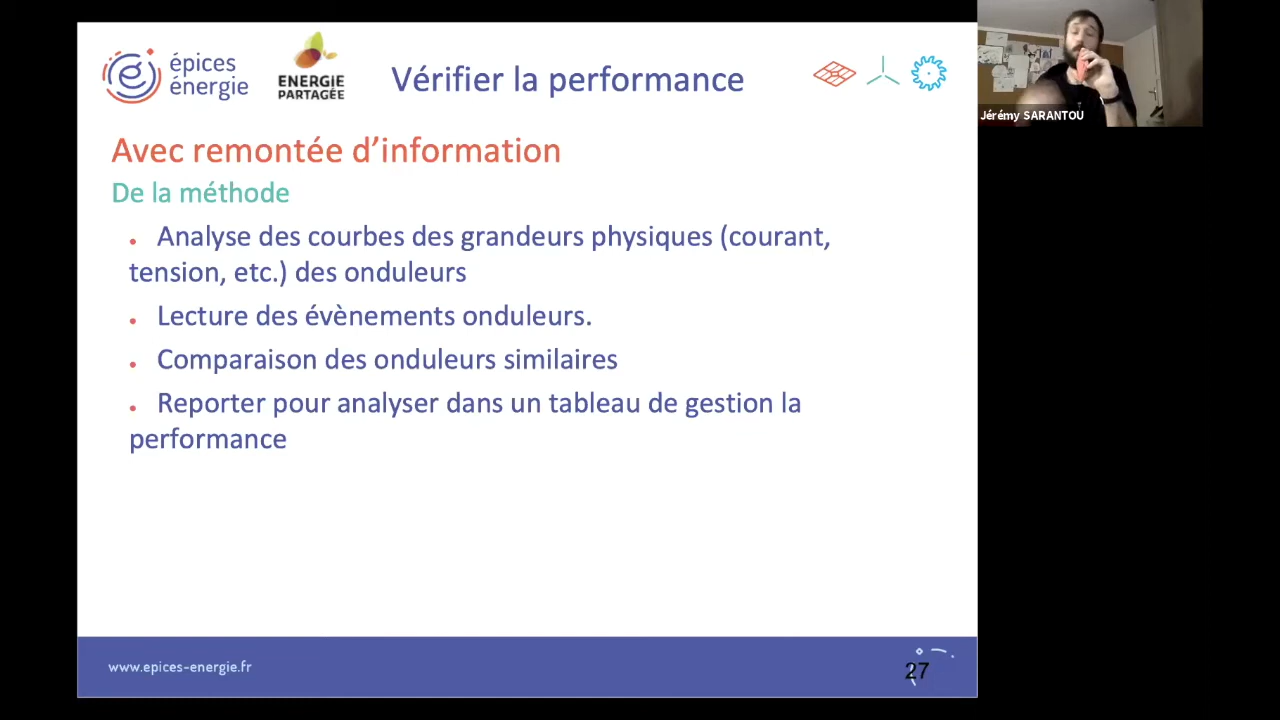 épices
énergie
ENERGIE
PARTAGÉE
Vérifier la performance
Jérémy SARANTOU
Avec remontée d'information
De la méthode
• Analyse des courbes des grandeurs physiques (courant,
tension, etc.) des onduleurs
• Lecture des évènements onduleurs.
• Comparaison des onduleurs similaires
• Reporter pour analyser dans un tableau de gestion la
performance
www.epices-energie.fr
27